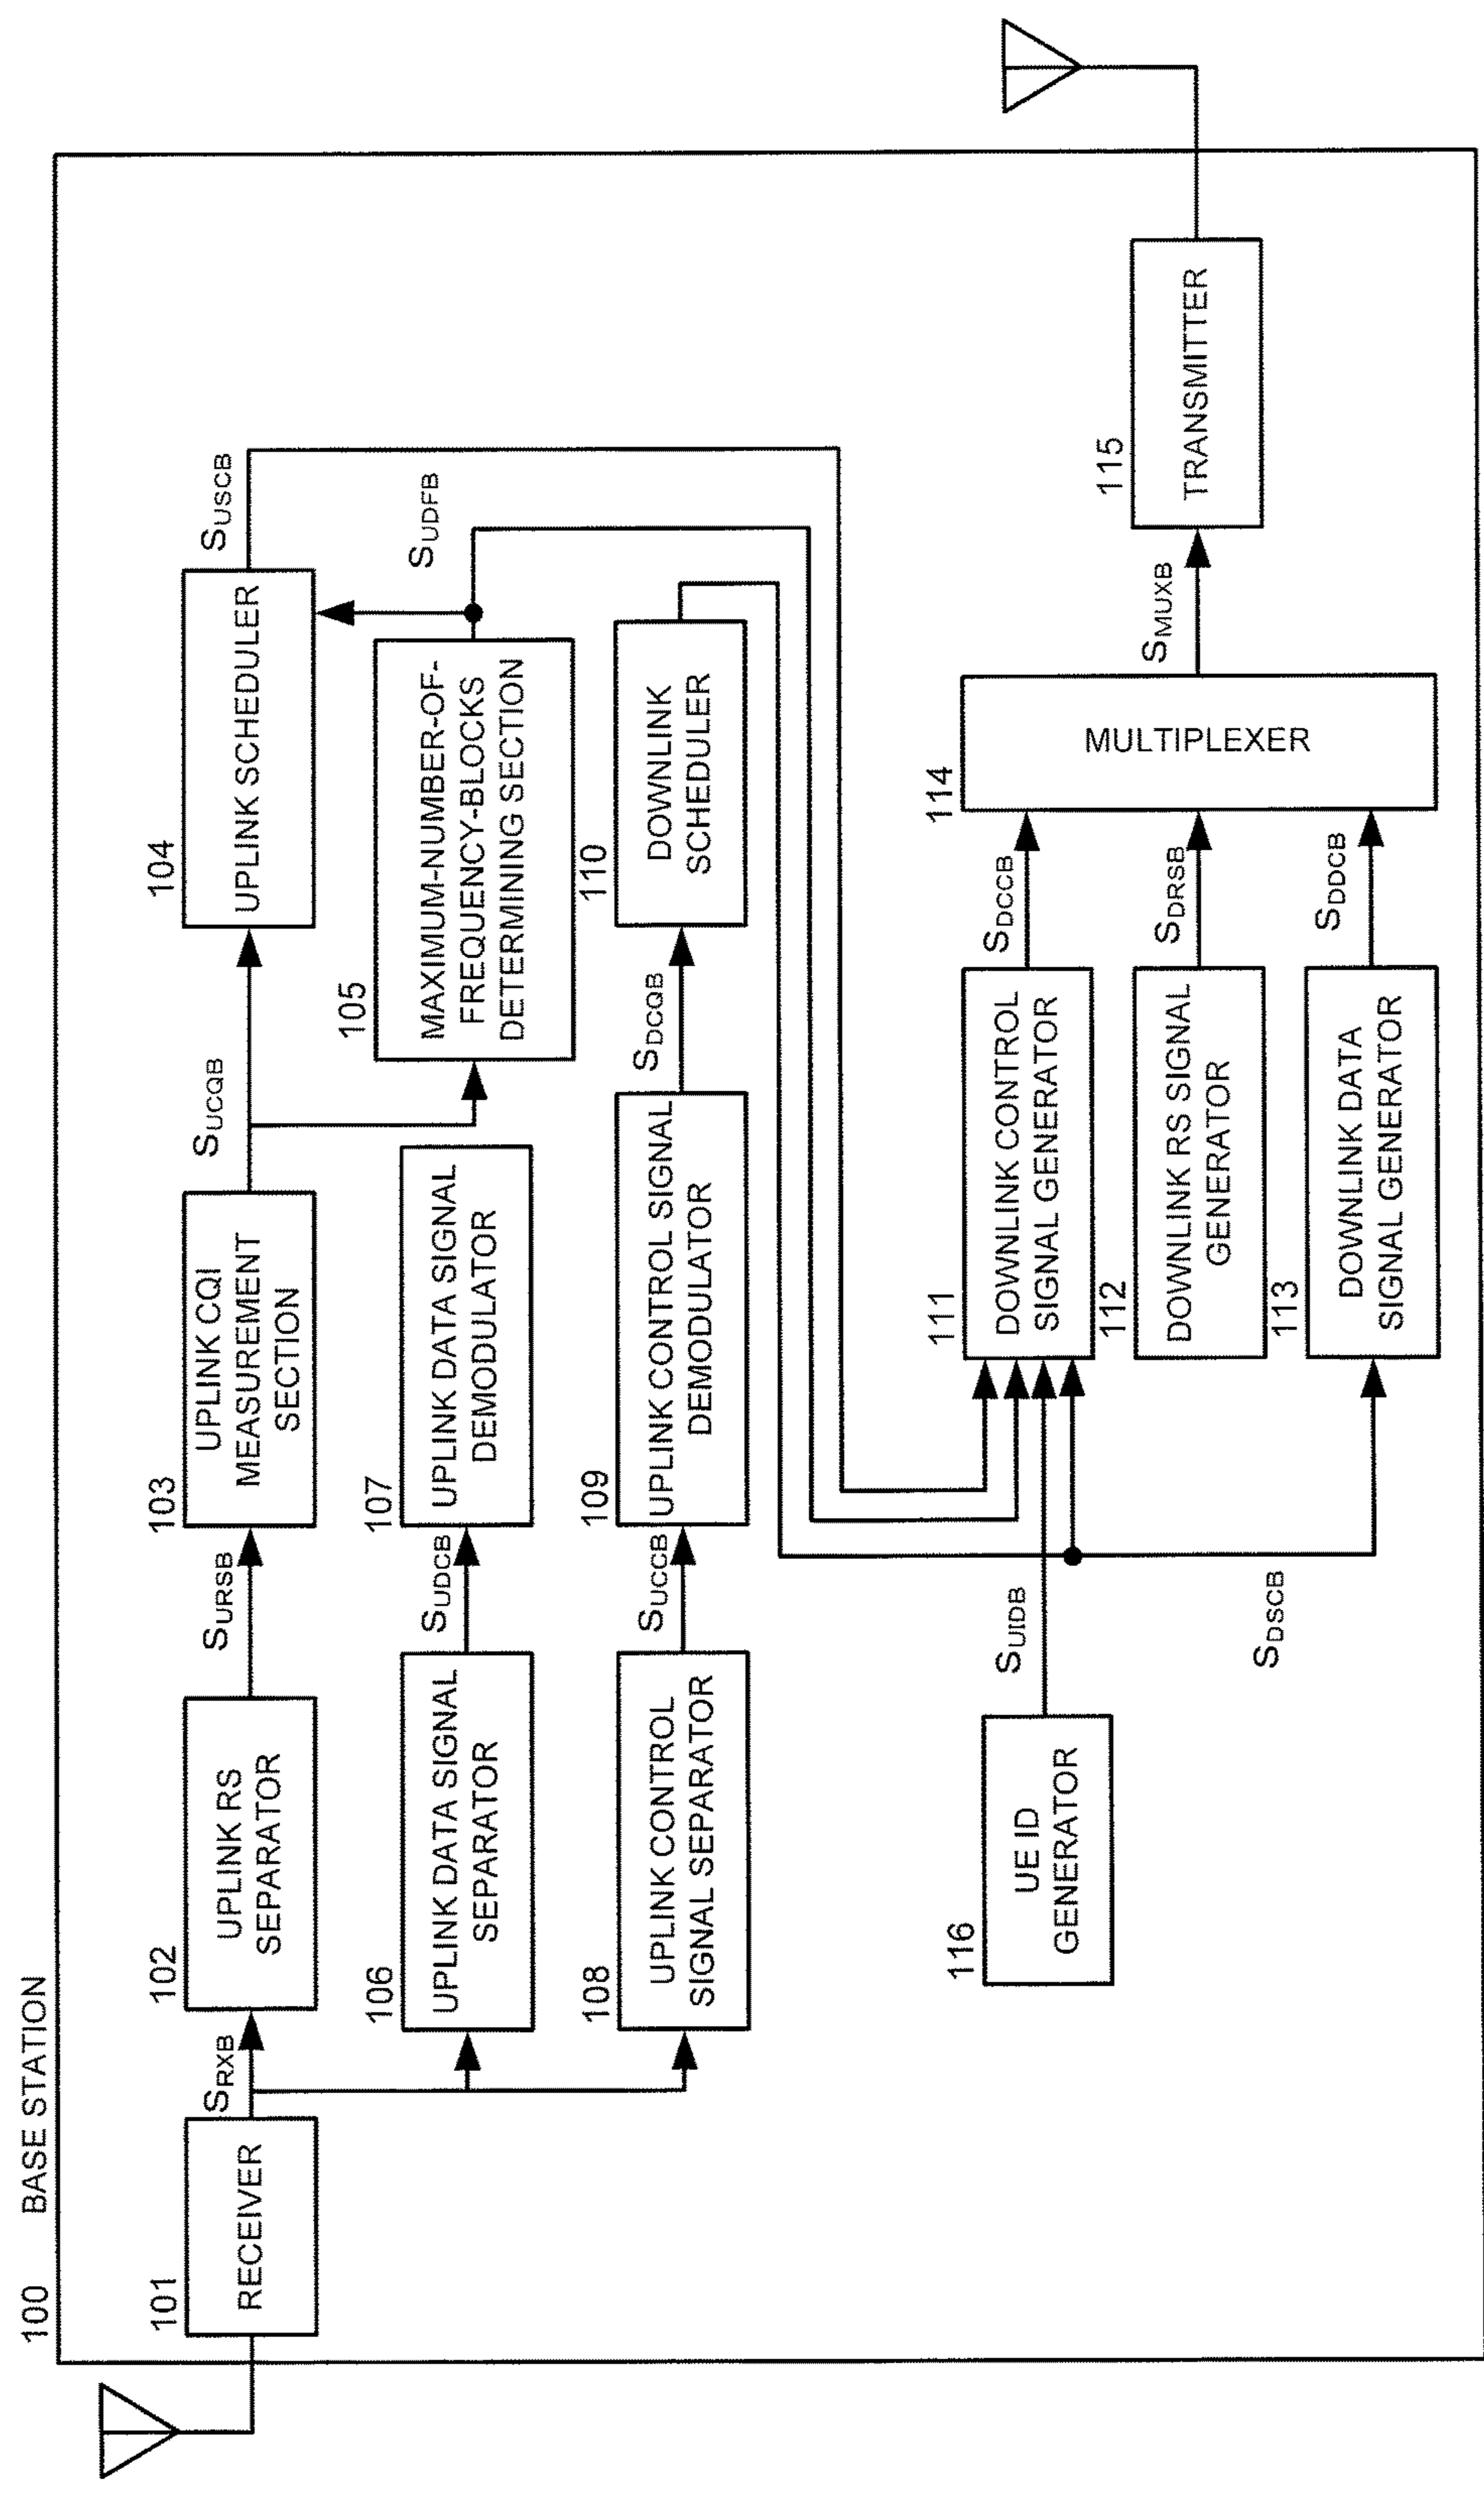 100 BASE STATION
101
RECEIVER
SRXB
102
UPLINK RS
SEPARATOR
SURSB
103
UPLINK CQI
MEASUREMENT
SECTION
SUCQB
104
UPLINK SCHEDULER
SUSCB
105
MAXIMUM-NUMBER-OF-
FREQUENCY-BLOCKS
DETERMINING SECTION
SUDFB
106
UPLINK DATA SIGNAL
SEPARATOR
SUDCB
107
UPLINK DATA SIGNAL
DEMODULATOR
108
UPLINK CONTROL
SIGNAL SEPARATOR
SUCCB
109
UPLINK CONTROL SIGNAL
DEMODULATOR
SDCQB
110
DOWNLINK
SCHEDULER
116
UE ID
GENERATOR
SUIDB
SDSCB
111
DOWNLINK CONTROL
SIGNAL GENERATOR
SDCCB
112
DOWNLINK RS SIGNAL
GENERATOR
SDRSB
113
DOWNLINK DATA
SIGNAL GENERATOR
SDDCB
114
MULTIPLEXER
SMUXB
115
TRANSMITTER